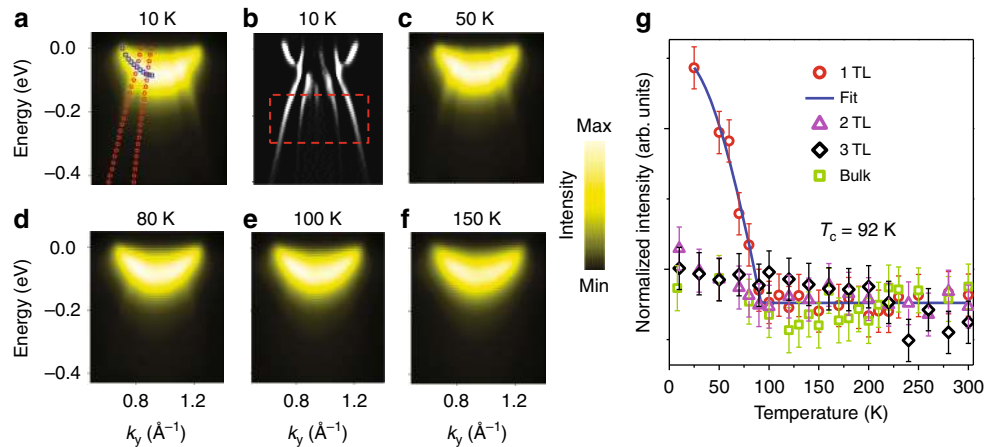 a 10 K b 10 K c 50 K
0.0
−0.2
−0.4
Energy (eV)
Max
Intensity
Min
d 80 K e 100 K f 150 K
0.0
−0.2
−0.4
Energy (eV)
0.8 1.2 0.8 1.2 0.8 1.2
ky (Å−1) ky (Å−1) ky (Å−1)
g
Normalized intensity (arb. units)
1 TL
Fit
2 TL
3 TL
Bulk
Tc = 92 K
0 50 100 150 200 250 300
Temperature (K)